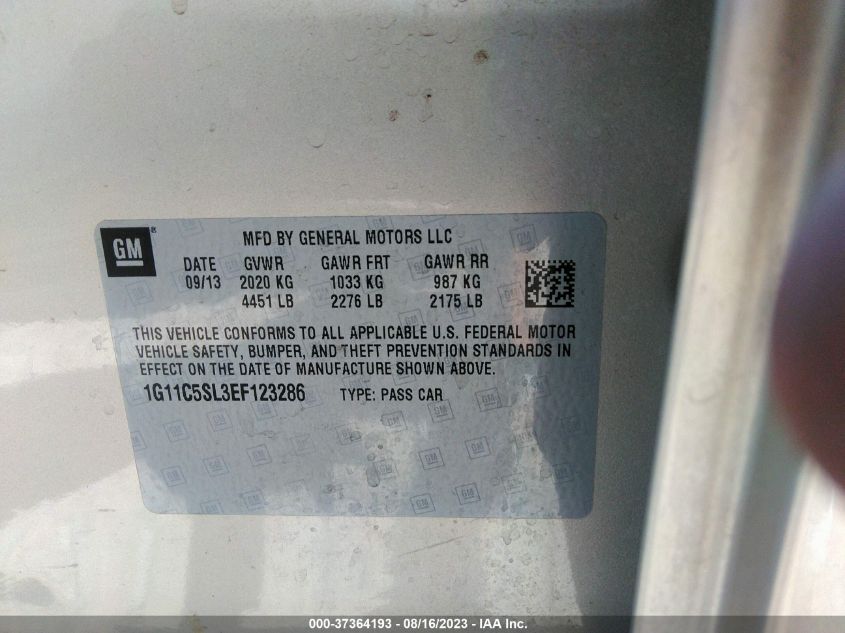 GM ®
MFD BY GENERAL MOTORS LLC
DATE GVWR GAWR FRT GAWR RR
09/13 2020 KG 1033 KG 987 KG
4451 LB 2276 LB 2175 LB
THIS VEHICLE CONFORMS TO ALL APPLICABLE U.S. FEDERAL MOTOR
VEHICLE SAFETY, BUMPER, AND THEFT PREVENTION STANDARDS IN
EFFECT ON THE DATE OF MANUFACTURE SHOWN ABOVE.
1G11C5SL3EF123286 TYPE: PASS CAR
000-37364193 - 08/16/2023 - IAA Inc.